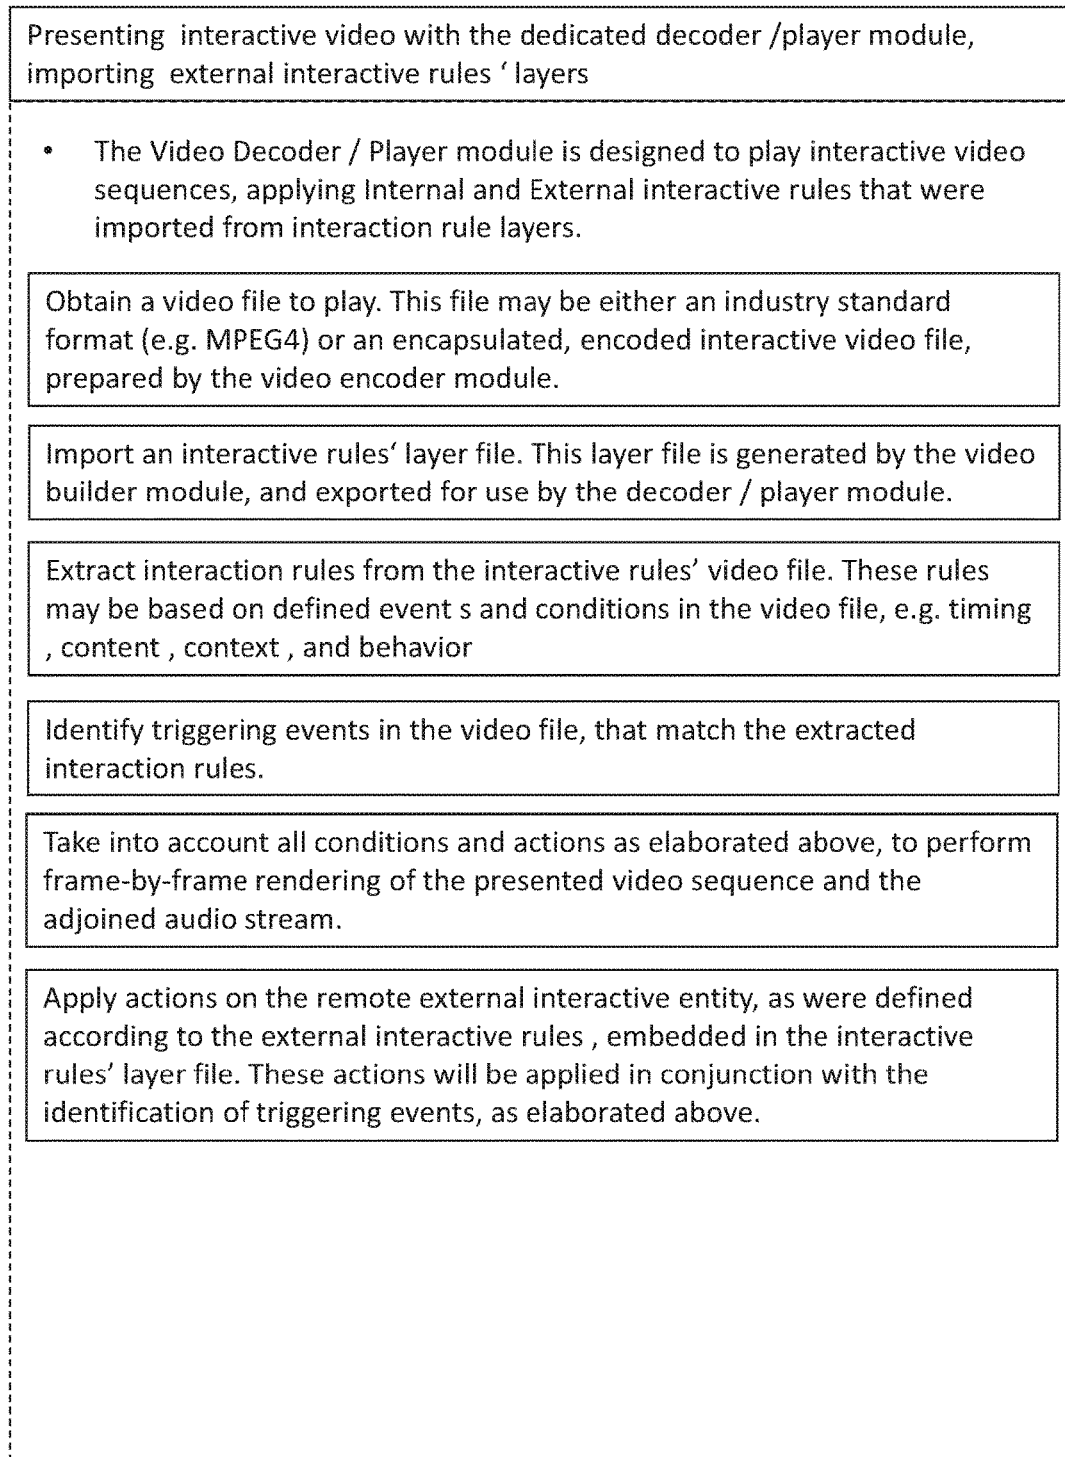 Presenting interactive video with the dedicated decoder /player module,
importing external interactive rules ‘ layers
• The Video Decoder / Player module is designed to play interactive video
sequences, applying Internal and External interactive rules that were
imported from interaction rule layers.
Obtain a video file to play. This file may be either an industry standard
format (e.g. MPEG4) or an encapsulated, encoded interactive video file,
prepared by the video encoder module.
Import an interactive rules‘ layer file. This layer file is generated by the video
builder module, and exported for use by the decoder / player module.
Extract interaction rules from the interactive rules’ video file. These rules
may be based on defined event s and conditions in the video file, e.g. timing
, content , context , and behavior
Identify triggering events in the video file, that match the extracted
interaction rules.
Take into account all conditions and actions as elaborated above, to perform
frame-by-frame rendering of the presented video sequence and the
adjoined audio stream.
Apply actions on the remote external interactive entity, as were defined
according to the external interactive rules , embedded in the interactive
rules’ layer file. These actions will be applied in conjunction with the
identification of triggering events, as elaborated above.